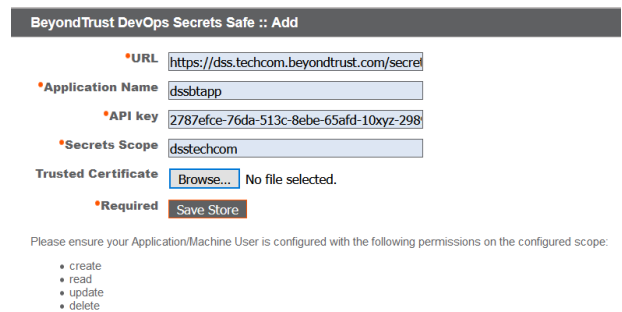 BeyondTrust DevOps Secrets Safe :: Add
•URL https://dss.techcom.beyondtrust.com/secret
•Application Name dssbtapp
•API key 2787efce-76da-513c-8ebe-65afd-10xyz-298
•Secrets Scope dsstechcom
Trusted Certificate Browse... No file selected.
•Required Save Store
Please ensure your Application/Machine User is configured with the following permissions on the configured scope:
• create
• read
• update
• delete